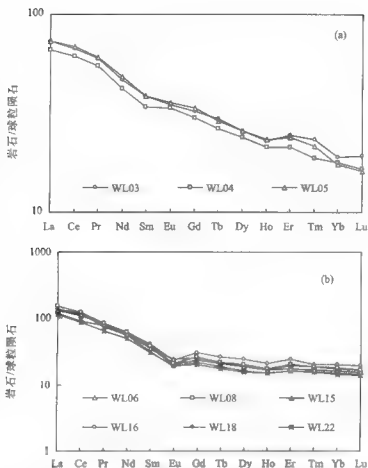 100
(a)
岩石/球粒陨石
WL03 WL04 WL05
10
La Ce Pr Nd Sm Eu Gd Tb Dy Ho Er Tm Yb Lu
1000
(b)
100
岩石/球粒陨石
10
WL06 WL08 WL15
WL16 WL18 WL22
1
La Ce Pr Nd Sm Eu Gd Tb Dy Ho Er Tm Yb Lu